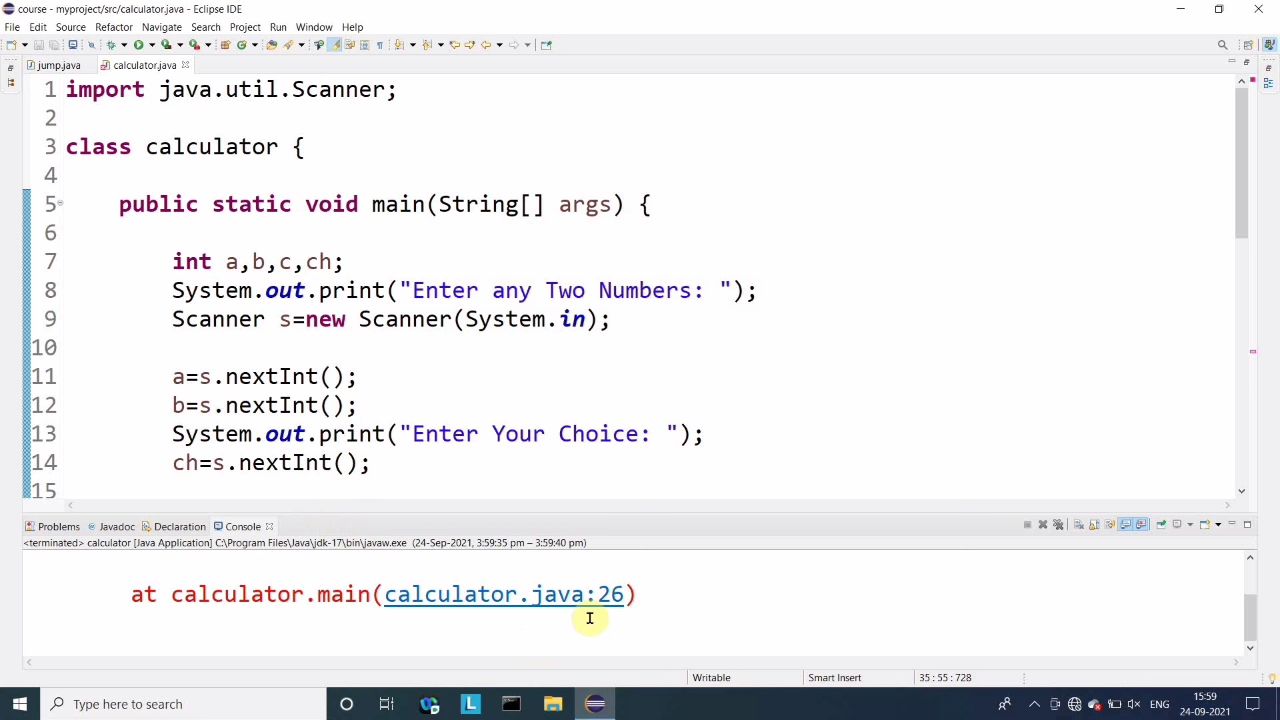 course - myproject/src/calculator.java - Eclipse IDE
File Edit Source Refactor Navigate Search Project Run Window Help
jump.java calculator.java
1 import java.util.Scanner;
2
3 class calculator {
4
5 public static void main(String[] args) {
6
7 int a,b,c,ch;
8 System.out.print("Enter any Two Numbers: ");
9 Scanner s=new Scanner(System.in);
10
11 a=s.nextInt();
12 b=s.nextInt();
13 System.out.print("Enter Your Choice: ");
14 ch=s.nextInt();
15
Problems Javadoc Declaration Console
<terminated> calculator [Java Application] C:\Program Files\Java\jdk-17\bin\javaw.exe (24-Sep-2021, 3:59:35 pm – 3:59:40 pm)
at calculator.main(calculator.java:26)
Writable Smart Insert 35 : 55 : 728
Type here to search
ENG
15:59
24-09-2021